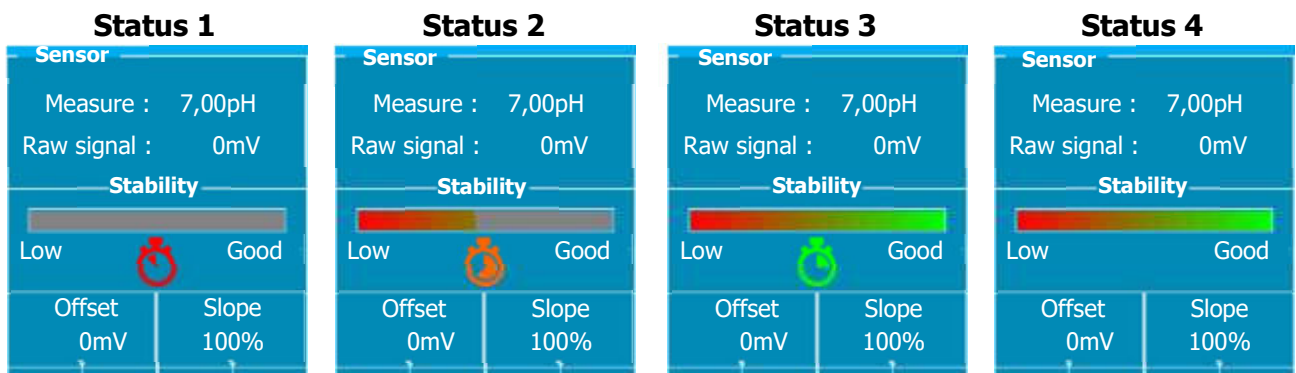 Status 1 Status 2 Status 3 Status 4
Sensor Sensor Sensor Sensor
Measure : 7,00pH Measure : 7,00pH Measure : 7,00pH Measure : 7,00pH
Raw signal : 0mV Raw signal : 0mV Raw signal : 0mV Raw signal : 0mV
Stability Stability Stability Stability
Low Good Low Good Low Good Low Good
Offset Slope Offset Slope Offset Slope Offset Slope
0mV 100% 0mV 100% 0mV 100% 0mV 100%